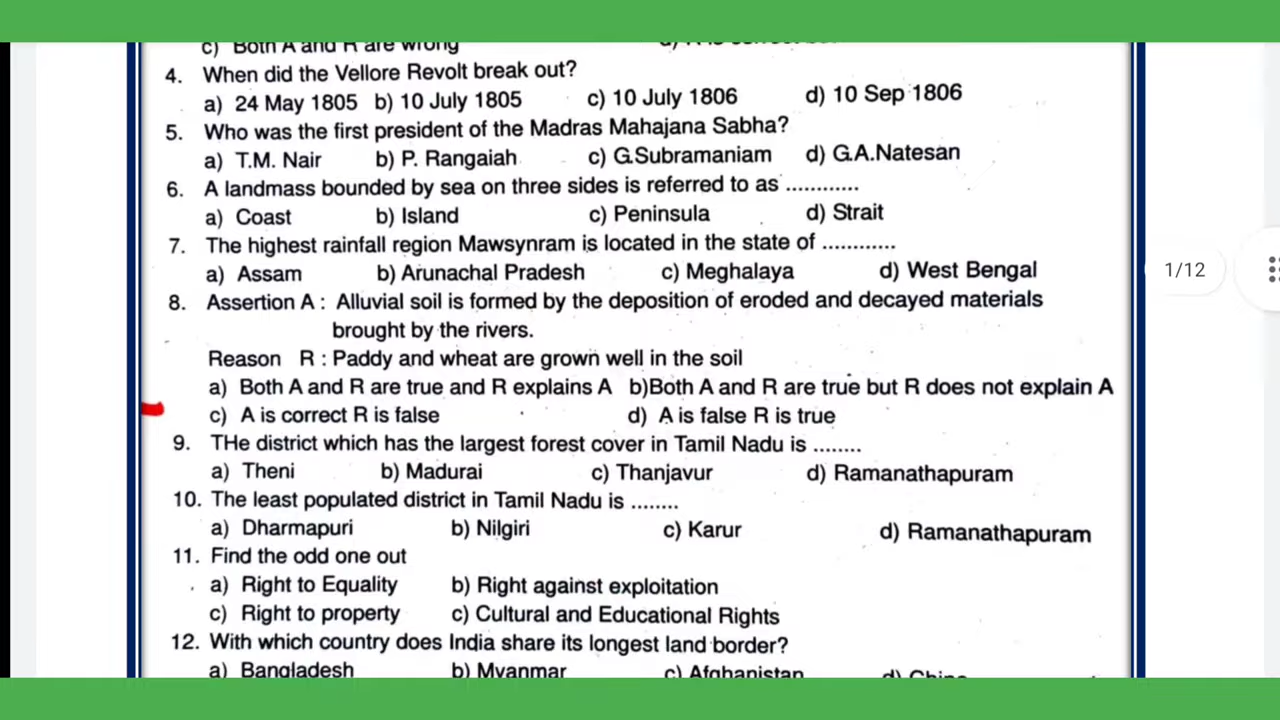 c) Both A and R are wrong
4. When did the Vellore Revolt break out?
a) 24 May 1805 b) 10 July 1805 c) 10 July 1806 d) 10 Sep 1806
5. Who was the first president of the Madras Mahajana Sabha?
a) T.M. Nair b) P. Rangaiah c) G.Subramaniam d) G.A.Natesan
6. A landmass bounded by sea on three sides is referred to as ............
a) Coast b) Island c) Peninsula d) Strait
7. The highest rainfall region Mawsynram is located in the state of ............
a) Assam b) Arunachal Pradesh c) Meghalaya d) West Bengal
1/12
8. Assertion A : Alluvial soil is formed by the deposition of eroded and decayed materials
brought by the rivers.
Reason R : Paddy and wheat are grown well in the soil
a) Both A and R are true and R explains A b)Both A and R are true but R does not explain A
c) A is correct R is false d) A is false R is true
9. THe district which has the largest forest cover in Tamil Nadu is ........
a) Theni b) Madurai c) Thanjavur d) Ramanathapuram
10. The least populated district in Tamil Nadu is ........
a) Dharmapuri b) Nilgiri c) Karur d) Ramanathapuram
11. Find the odd one out
a) Right to Equality b) Right against exploitation
c) Right to property c) Cultural and Educational Rights
12. With which country does India share its longest land border?
a) Bangladesh b) Myanmar c) Afghanistan d) China